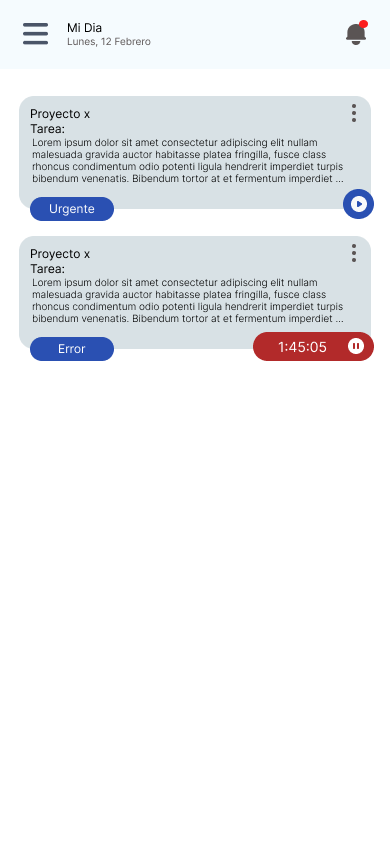 Mi Dia
Lunes, 12 Febrero
Proyecto x
Tarea:
Lorem ipsum dolor sit amet consectetur adipiscing elit nullam
malesuada gravida auctor habitasse platea fringilla, fusce class
rhoncus condimentum odio potenti ligula hendrerit imperdiet turpis
bibendum venenatis. Bibendum tortor at et fermentum imperdiet ...
Urgente
Proyecto x
Tarea:
Lorem ipsum dolor sit amet consectetur adipiscing elit nullam
malesuada gravida auctor habitasse platea fringilla, fusce class
rhoncus condimentum odio potenti ligula hendrerit imperdiet turpis
bibendum venenatis. Bibendum tortor at et fermentum imperdiet ...
Error
1:45:05